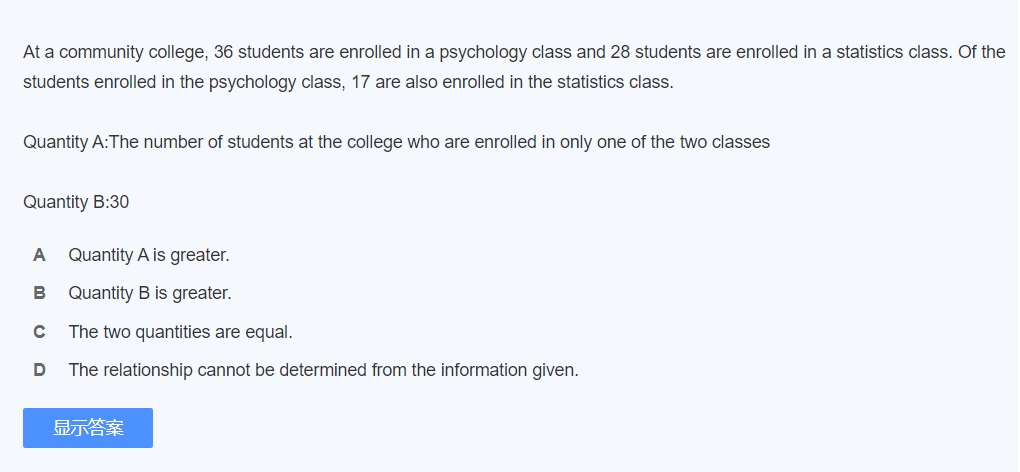 At a community college, 36 students are enrolled in a psychology class and 28 students are enrolled in a statistics class. Of the
students enrolled in the psychology class, 17 are also enrolled in the statistics class.
Quantity A:The number of students at the college who are enrolled in only one of the two classes
Quantity B:30
A Quantity A is greater.
B Quantity B is greater.
C The two quantities are equal.
D The relationship cannot be determined from the information given.
显示答案